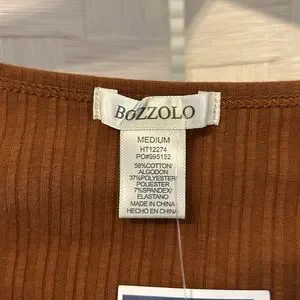 BOZZOLO
MEDIUM
HT12274
PO#995152
56%COTTON/
ALGODON
37%POLYESTER
POLIESTER
7%SPANDEX/
ELASTANO
MADE IN CHINA
HECHO EN CHINA